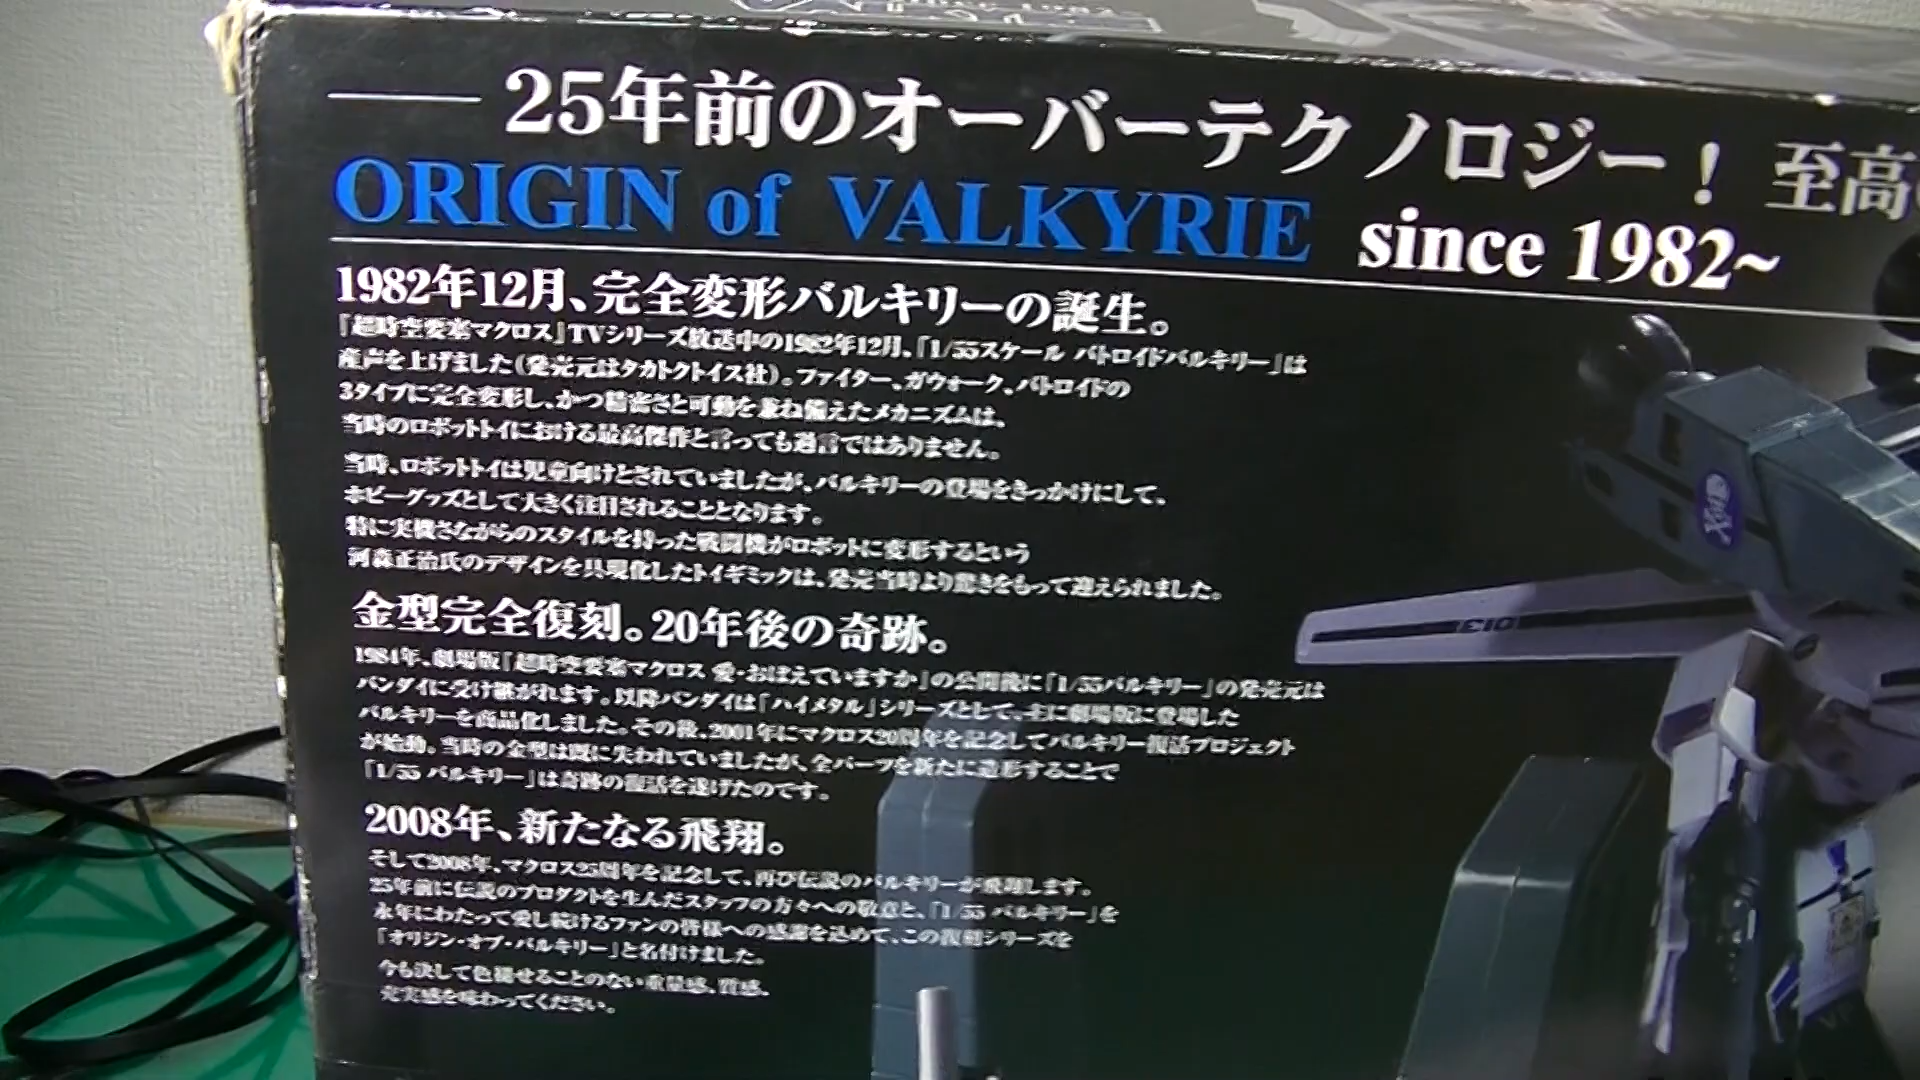 25年前のオーバーテクノロジー！ 至高
ORIGIN of VALKYRIE since 1982~
1982年12月、完全変形バルキリーの誕生。
『超時空要塞マクロス』TVシリーズ放送中の1982年12月、「1/55スケール バトロイドバルキリー」は
産声を上げました(発売元はタカトクトイス社)。ファイター、ガウォーク、バトロイドの
3タイプに完全変形し、かつ精密さと可動を兼ね備えたメカニズムは、
当時のロボットトイにおける最高傑作と言っても過言ではありません。
当時、ロボットトイは児童向けとされていましたが、バルキリーの登場をきっかけにして、
ホビーグッズとして大きく注目されることとなります。
特に実機さながらのスタイルを持った戦闘機がロボットに変形するという
河森正治氏のデザインを具現化したトイギミックは、発売当時より驚きをもって迎えられました。
金型完全復刻。20年後の奇跡。
1984年、劇場版『超時空要塞マクロス 愛・おぼえていますか』の公開後に「1/55バルキリー」の発売元は
バンダイに受け継がれます。以降バンダイは「ハイメタル」シリーズとして、主に劇場版に登場した
バルキリーを商品化しました。その後、2001年にマクロス20周年を記念してバルキリー復活プロジェクト
が始動。当時の金型は既に失われていましたが、全パーツを新たに造形することで
「1/55 バルキリー」は奇跡の復活を遂げたのです。
2008年、新たなる飛翔。
そして2008年、マクロス25周年を記念して、再び伝説のバルキリーが飛翔します。
25年前に伝説のプロダクトを生んだスタッフの方々への敬意と、「1/55 バルキリー」を
永年にわたって愛し続けるファンの皆様への感謝を込めて、この復刻シリーズを
「オリジン・オブ・バルキリー」と名付けました。
今も決して色褪せることのない重量感、質感、
充実感を味わってください。